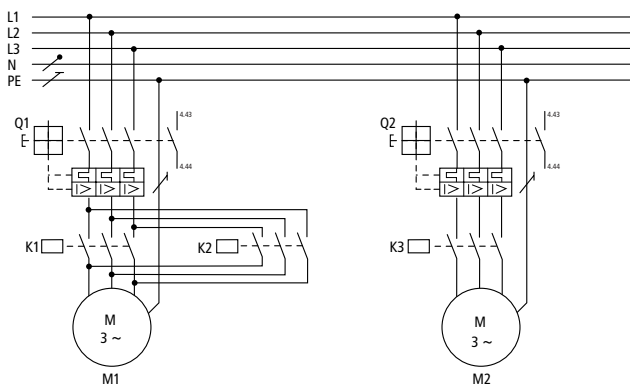 L1
L2
L3
N
PE
Q1
4.43
4.44
Q2
4.43
4.44
I> I> I>
I> I> I>
K1
K2
K3
M
3 ~
M
3 ~
M1
M2